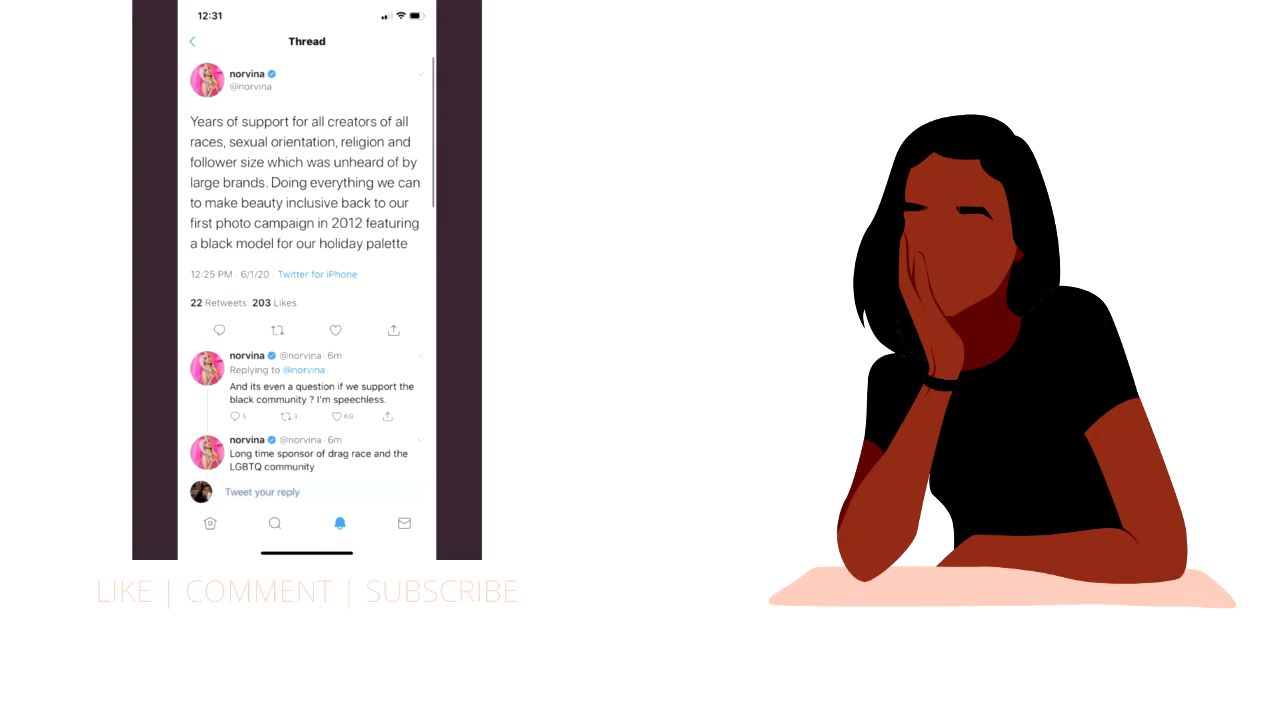 12:31
Thread
norvina
@norvina
Years of support for all creators of all
races, sexual orientation, religion and
follower size which was unheard of by
large brands. Doing everything we can
to make beauty inclusive back to our
first photo campaign in 2012 featuring
a black model for our holiday palette
12:25 PM · 6/1/20 · Twitter for iPhone
22 Retweets 203 Likes
norvina @norvina · 6m
Replying to @norvina
And its even a question if we support the
black community ? I'm speechless.
5 3 69
norvina @norvina · 6m
Long time sponsor of drag race and the
LGBTQ community
Tweet your reply
LIKE | COMMENT | SUBSCRIBE